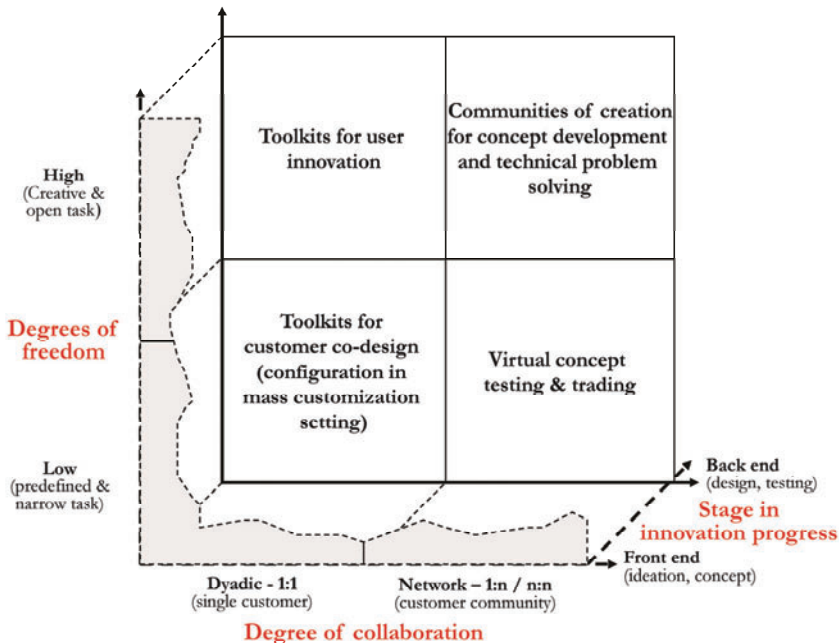 Toolkits for user
innovation
Communities of creation
for concept development
and technical problem
solving
High
(Creative &
open task)
Degrees of
freedom
Toolkits for
customer co-design
(configuration in
mass customization
setting)
Virtual concept
testing & trading
Low
(predefined &
narrow task)
Back end
(design, testing)
Stage in
innovation progress
Front end
(ideation, concept)
Dyadic - 1:1
(single customer)
Network – 1:n / n:n
(customer community)
Degree of collaboration